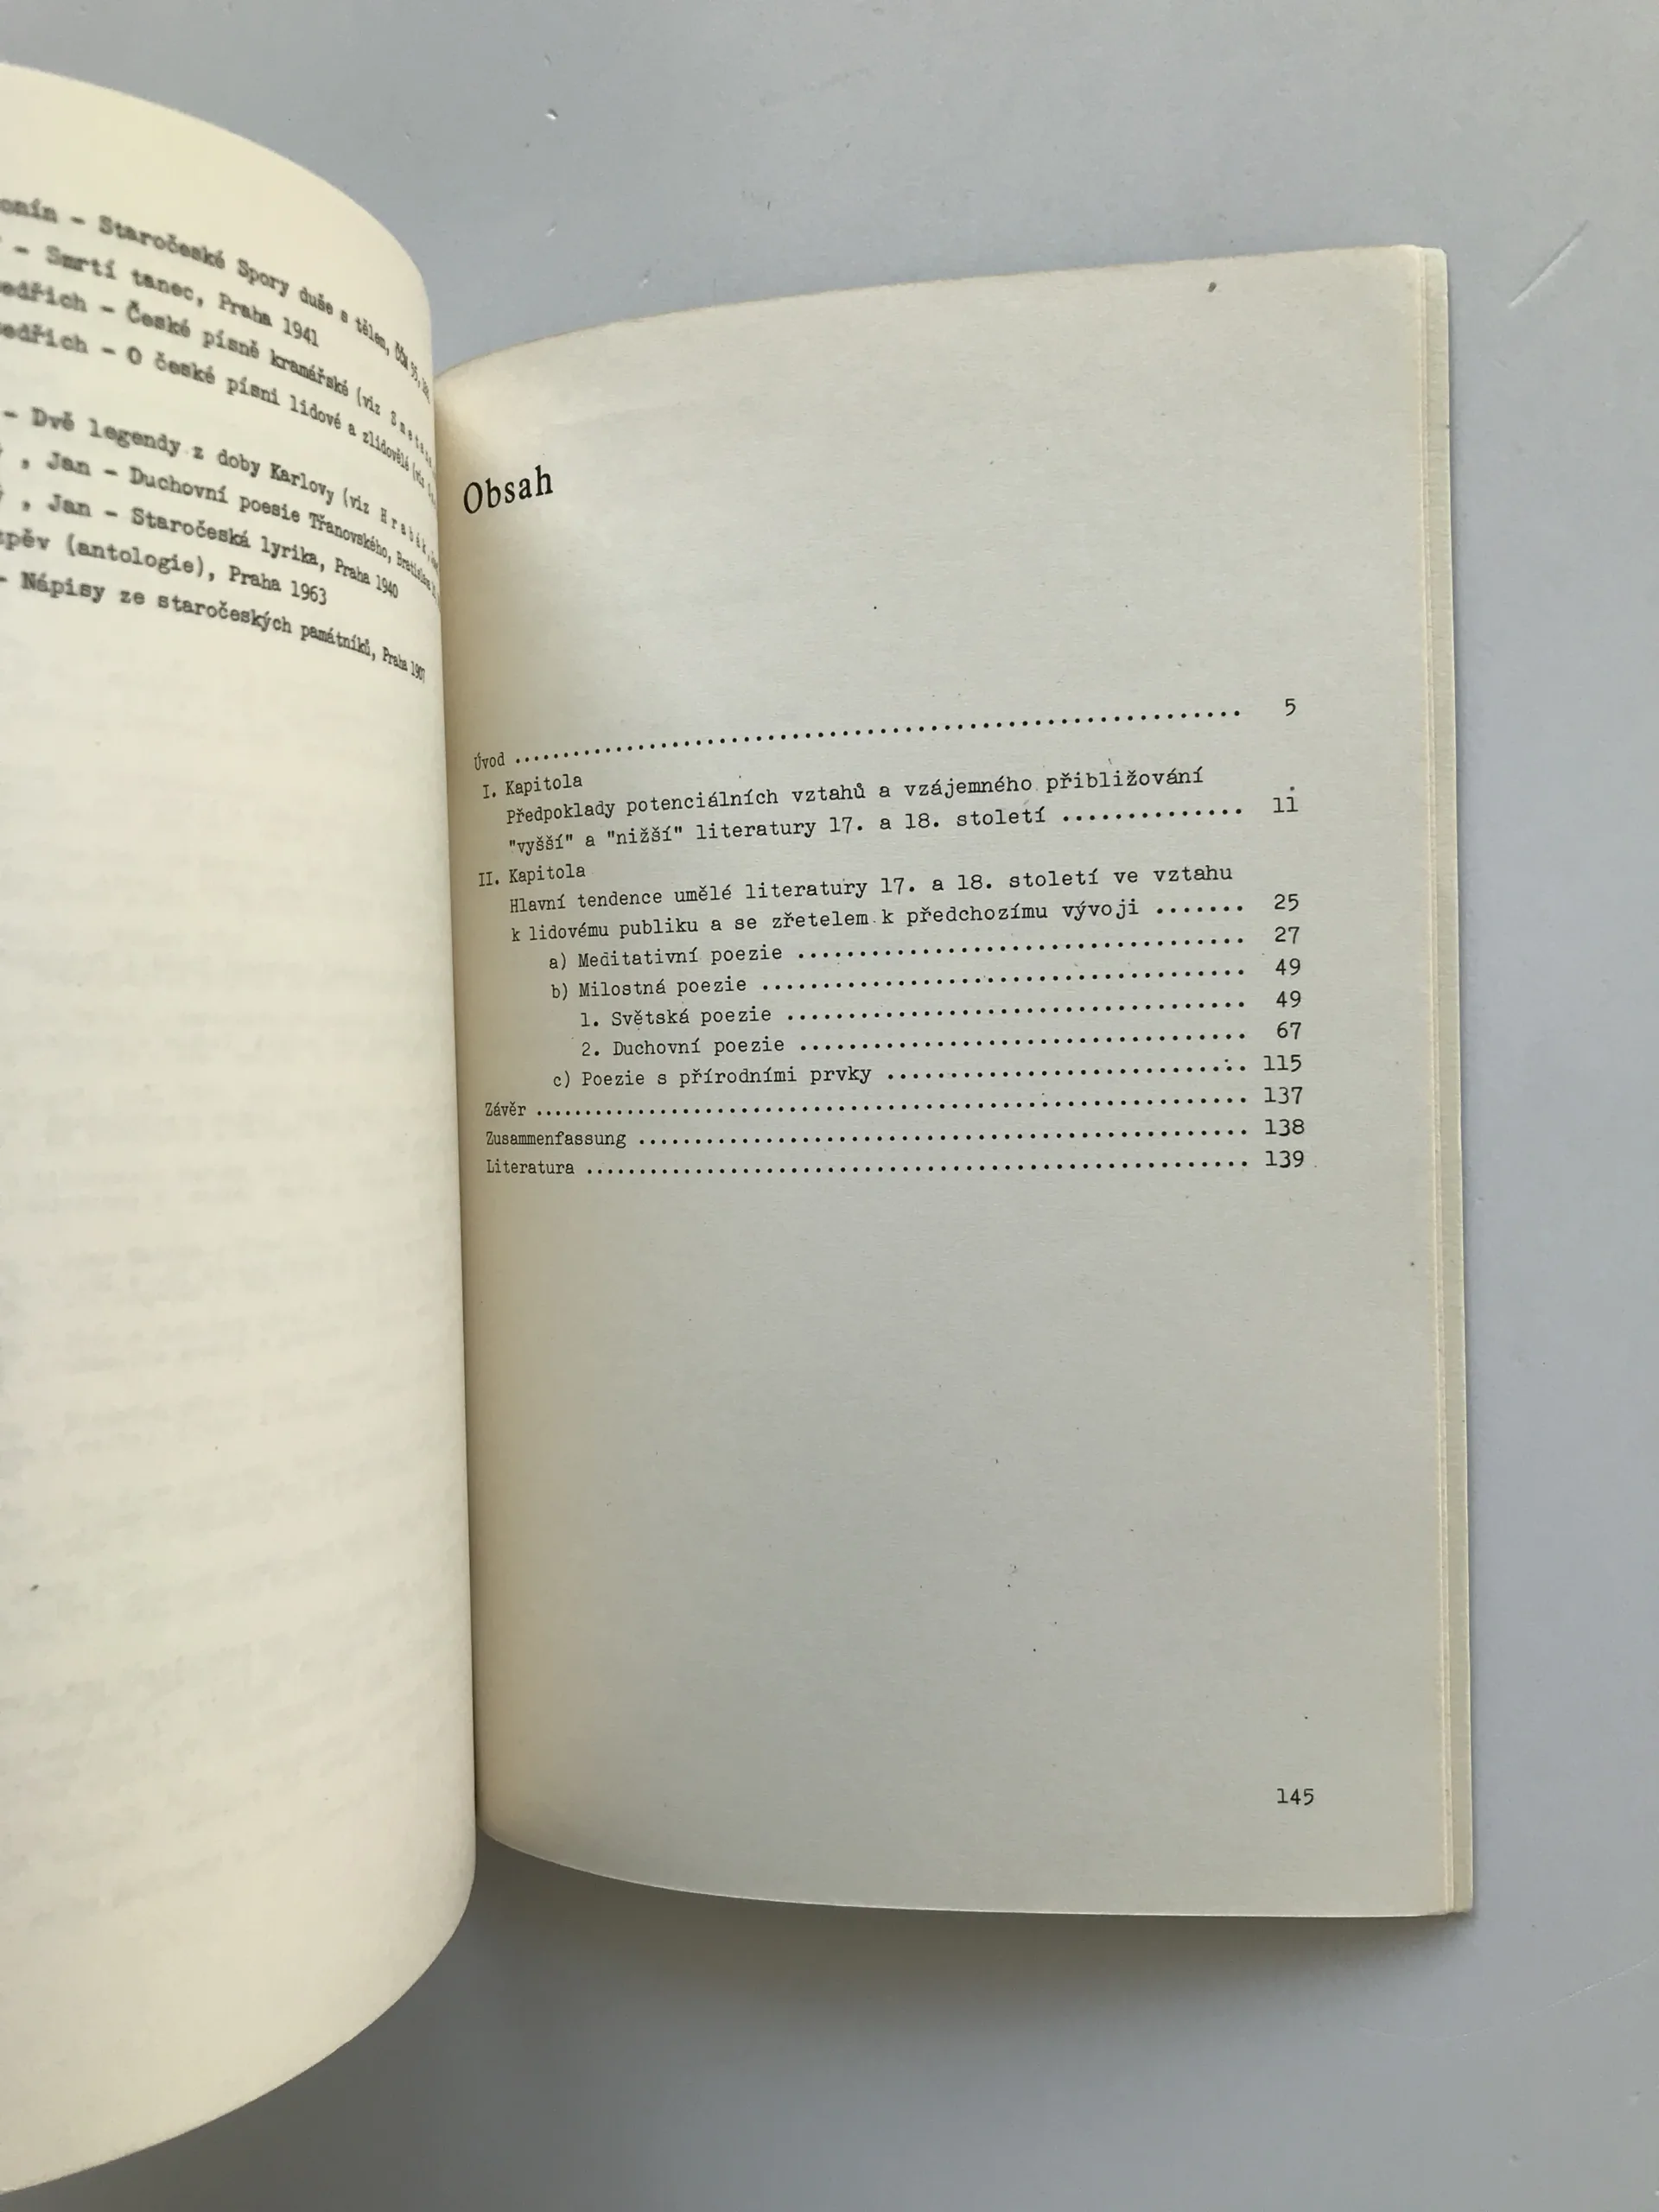 - Staročeské Spory duše s tělem,
- Smrtí tanec, Praha 1941
- České písně kramářské (viz
- O české písni lidové a zlidovělé (viz
- Dvě legendy z doby Karlovy (viz
, Jan - Duchovní poesie Třanovského,
, Jan - Staročeská lyrika, Praha 1940
(antologie), Praha 1963
- Nápisy ze staročeských památníků, Praha 1907
Obsah
Úvod ........................................................ 5
I. Kapitola
Předpoklady potenciálních vztahů a vzájemného přibližování
"vyšší" a "nižší" literatury 17. a 18. století .............. 11
II. Kapitola
Hlavní tendence umělé literatury 17. a 18. století ve vztahu
k lidovému publiku a se zřetelem k předchozímu vývoji ....... 25
a) Meditativní poezie .................................. 27
b) Milostná poezie ..................................... 49
1. Světská poezie ................................... 49
2. Duchovní poezie .................................. 67
c) Poezie s přírodními prvky ........................... 115
Závěr ....................................................... 137
Zusammenfassung ............................................. 138
Literatura .................................................. 139
145